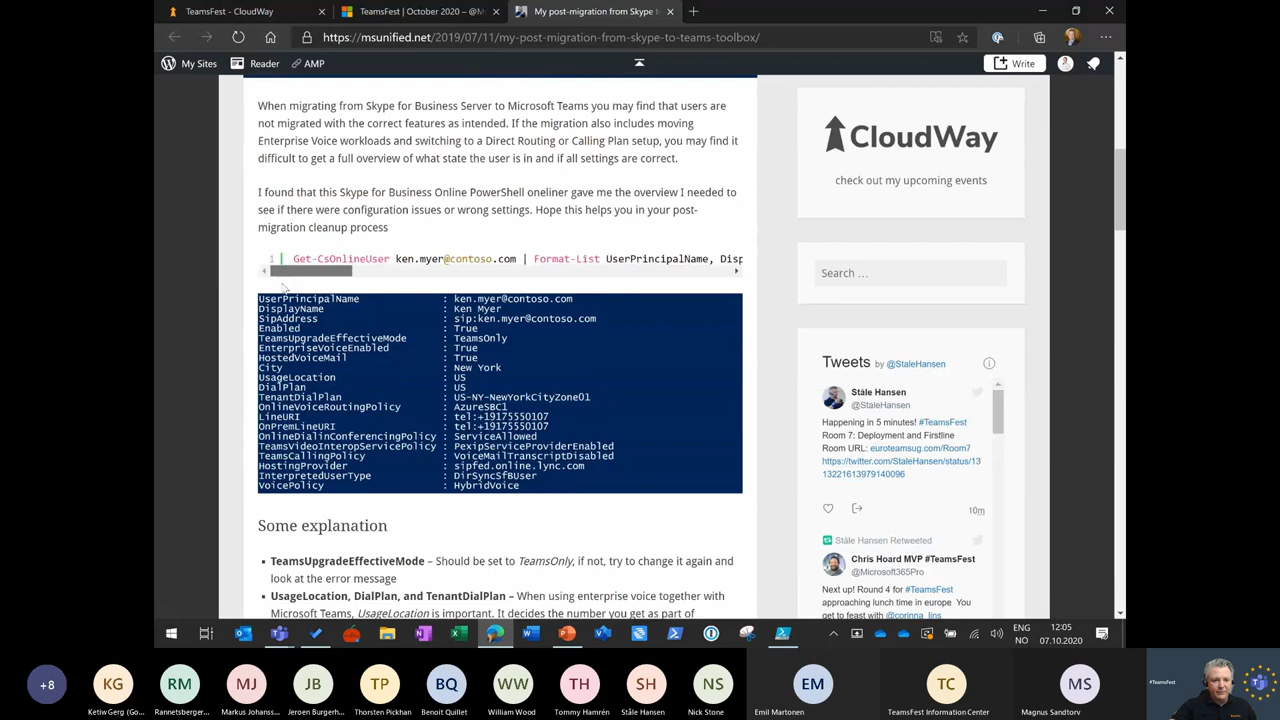 TeamsFest - CloudWay
TeamsFest | October 2020 – @M
My post-migration from Skype fo
https://msunified.net/2019/07/11/my-post-migration-from-skype-to-teams-toolbox/
My Sites
Reader
AMP
Write
When migrating from Skype for Business Server to Microsoft Teams you may find that users are
not migrated with the correct features as intended. If the migration also includes moving
Enterprise Voice workloads and switching to a Direct Routing or Calling Plan setup, you may find it
difficult to get a full overview of what state the user is in and if all settings are correct.
I found that this Skype for Business Online PowerShell oneliner gave me the overview I needed to
see if there were configuration issues or wrong settings. Hope this helps you in your post-
migration cleanup process
1 Get-CsOnlineUser ken.myer@contoso.com | Format-List UserPrincipalName, Disp
UserPrincipalName : ken.myer@contoso.com
DisplayName : Ken Myer
SipAddress : sip:ken.myer@contoso.com
Enabled : True
TeamsUpgradeEffectiveMode : TeamsOnly
EnterpriseVoiceEnabled : True
HostedVoiceMail : True
City : New York
UsageLocation : US
DialPlan : US
TenantDialPlan : US-NY-NewYorkCityZone01
OnlineVoiceRoutingPolicy : AzureSBC1
LineURI : tel:+19175550107
OnPremLineURI : tel:+19175550107
OnlineDialinConferencingPolicy : ServiceAllowed
TeamsVideoInteropServicePolicy : PexipServiceProviderEnabled
TeamsCallingPolicy : VoiceMailTranscriptDisabled
HostingProvider : sipfed.online.lync.com
InterpretedUserType : DirSyncSfBUser
VoicePolicy : HybridVoice
Some explanation
TeamsUpgradeEffectiveMode – Should be set to TeamsOnly, if not, try to change it again and
look at the error message
UsageLocation, DialPlan, and TenantDialPlan – When using enterprise voice together with
Microsoft Teams, UsageLocation is important. It decides the number you get as part of
CloudWay
check out my upcoming events
Search …
Tweets by @StaleHansen
Ståle Hansen
@StaleHansen
Happening in 5 minutes! #TeamsFest
Room 7: Deployment and Firstline
Room URL: euroteamsug.com/Room7
https://twitter.com/StaleHansen/status/13
13221613979140096
10m
Ståle Hansen Retweeted
Chris Hoard MVP #TeamsFest
@Microsoft365Pro
Next up! Round 4 for #TeamsFest
approaching lunch time in europe You
get to feast with @corinna_lins
ENG
NO
12:05
07.10.2020
+8
KG
RM
MJ
JB
TP
BQ
WW
TH
SH
NS
EM
TC
MS
#TeamsFest
Ketiw Gerg (Go...
Rannetsberger...
Markus Johanss...
Jeroen Burgerh...
Thorsten Pickhan
Benoit Quillet
William Wood
Tommy Hamrén
Ståle Hansen
Nick Stone
Emil Martonen
TeamsFest Information Center
Magnus Sandtorv